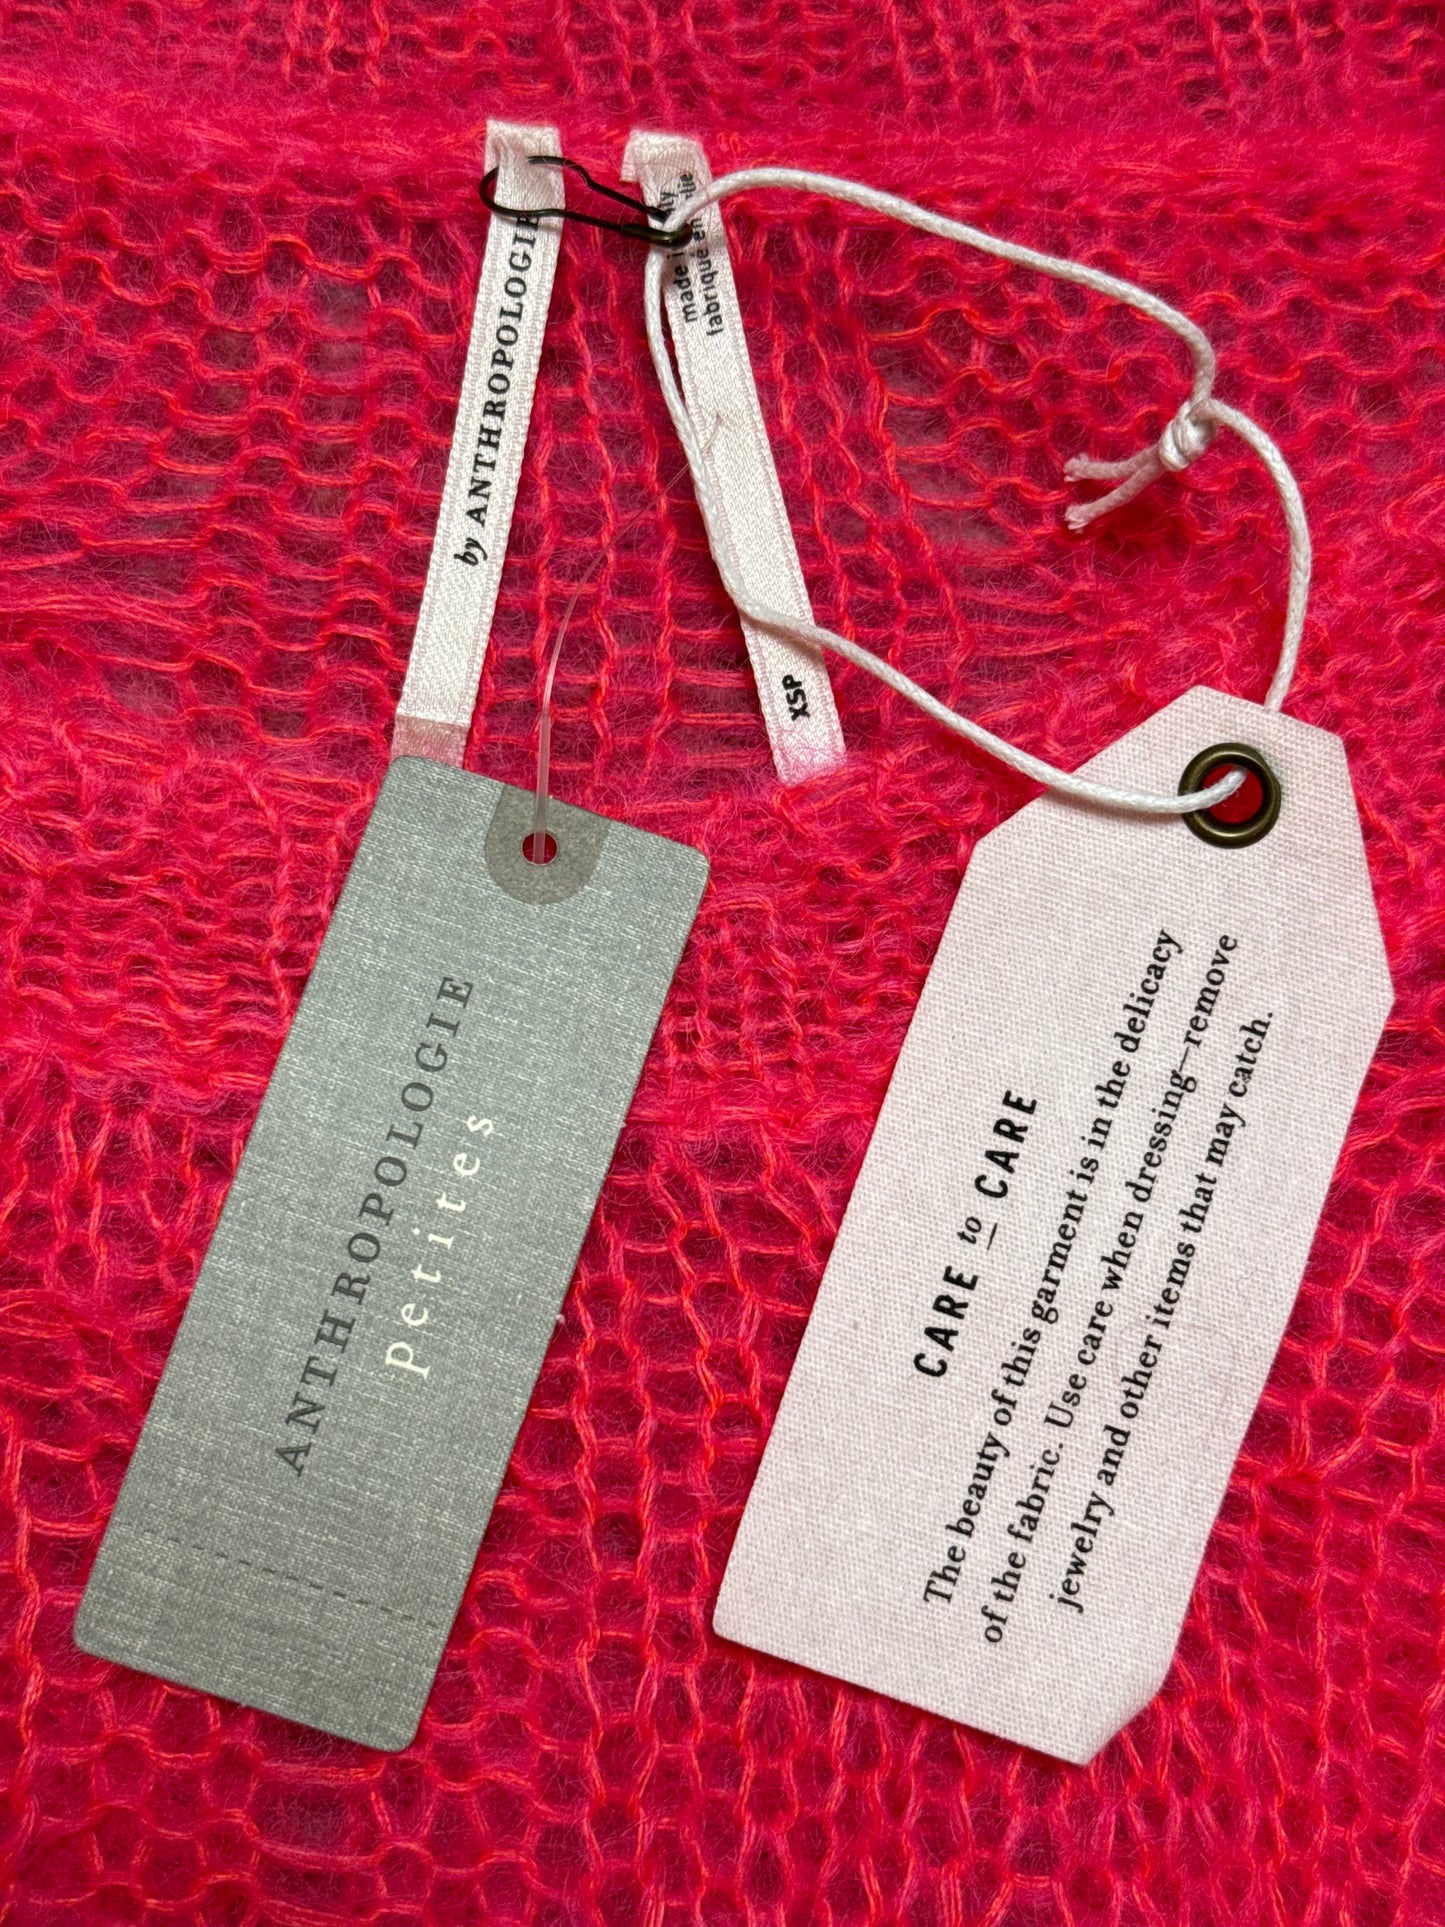 by ANTHROPOLOGIE
made
fabriqué en
XSP
ANTHROPOLOGIE
Petites
CARE to CARE
The beauty of this garment is in the delicacy
of the fabric. Use care when dressing—remove
jewelry and other items that may catch.